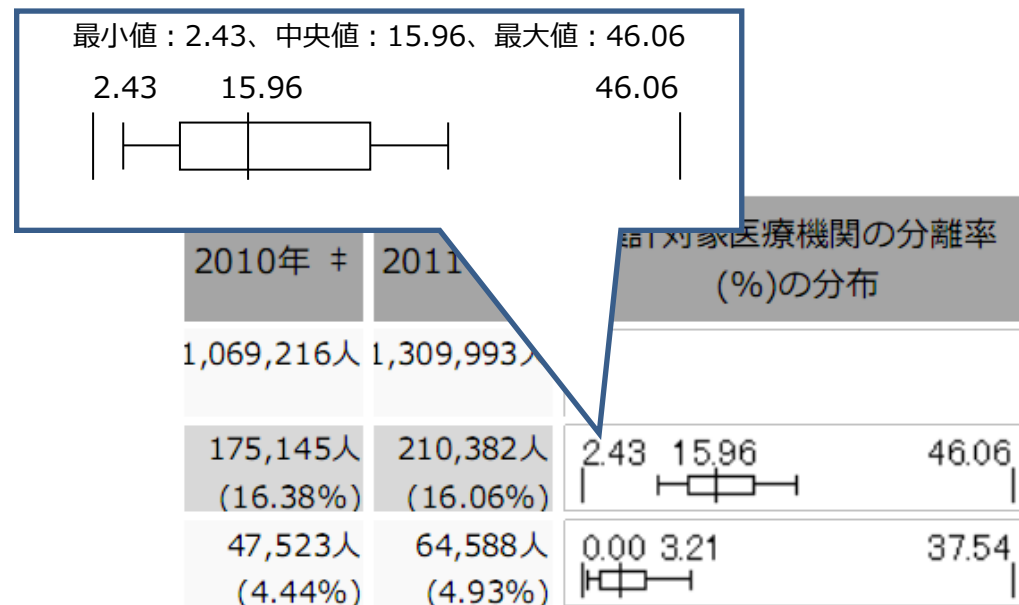 最小値：2.43、中央値：15.96、最大値：46.06
2.43 15.96 46.06
2010年 ‡ 2011 計対象医療機関の分離率
(%)の分布
1,069,216人 1,309,993人
175,145人 210,382人 2.43 15.96 46.06
(16.38%) (16.06%)
47,523人 64,588人 0.00 3.21 37.54
(4.44%) (4.93%)